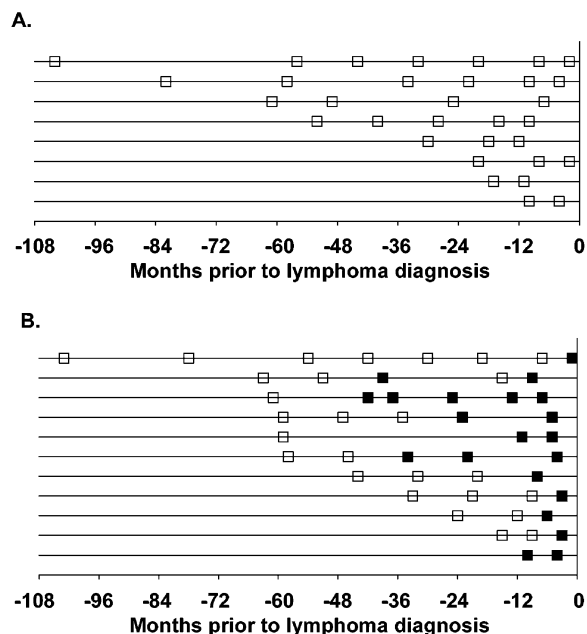 A.
-108 -96 -84 -72 -60 -48 -36 -24 -12 0
Months prior to lymphoma diagnosis
B.
-108 -96 -84 -72 -60 -48 -36 -24 -12 0
Months prior to lymphoma diagnosis